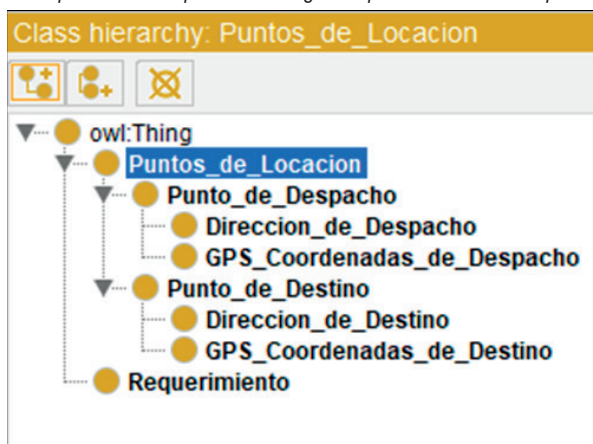 Class hierarchy: Puntos_de_Locacion
owl:Thing
Puntos_de_Locacion
Punto_de_Despacho
Direccion_de_Despacho
GPS_Coordenadas_de_Despacho
Punto_de_Destino
Direccion_de_Destino
GPS_Coordenadas_de_Destino
Requerimiento